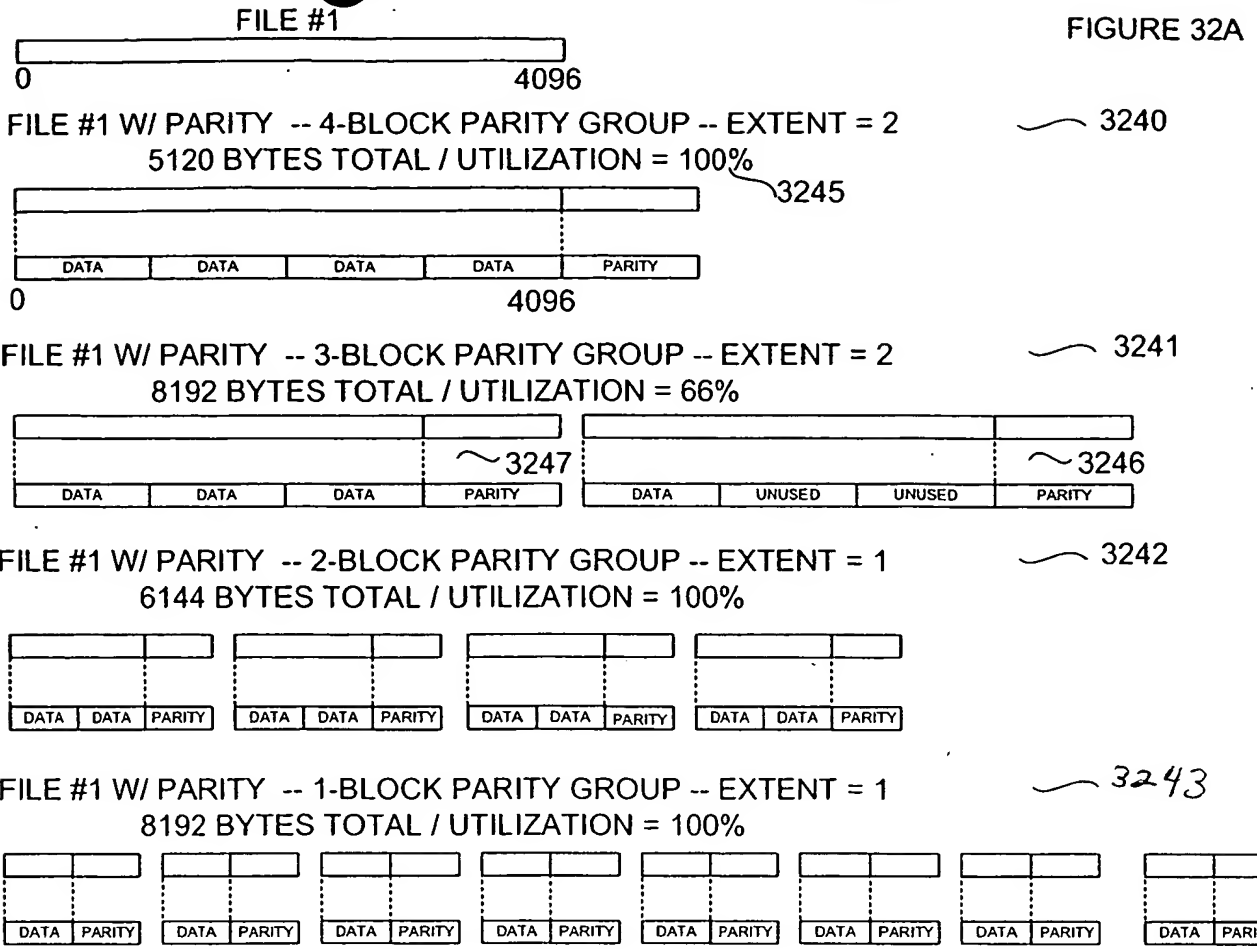 FILE #1
FIGURE 32A
0 4096
FILE #1 W/ PARITY -- 4-BLOCK PARITY GROUP -- EXTENT = 2 3240
5120 BYTES TOTAL / UTILIZATION = 100%
3245
DATA DATA DATA DATA PARITY
0 4096
FILE #1 W/ PARITY -- 3-BLOCK PARITY GROUP -- EXTENT = 2 3241
8192 BYTES TOTAL / UTILIZATION = 66%
3247 3246
DATA DATA DATA PARITY DATA UNUSED UNUSED PARITY
FILE #1 W/ PARITY -- 2-BLOCK PARITY GROUP -- EXTENT = 1 3242
6144 BYTES TOTAL / UTILIZATION = 100%
DATA DATA PARITY DATA DATA PARITY DATA DATA PARITY DATA DATA PARITY
FILE #1 W/ PARITY -- 1-BLOCK PARITY GROUP -- EXTENT = 1 3243
8192 BYTES TOTAL / UTILIZATION = 100%
DATA PARITY DATA PARITY DATA PARITY DATA PARITY DATA PARITY DATA PARITY DATA PARITY DATA PARI